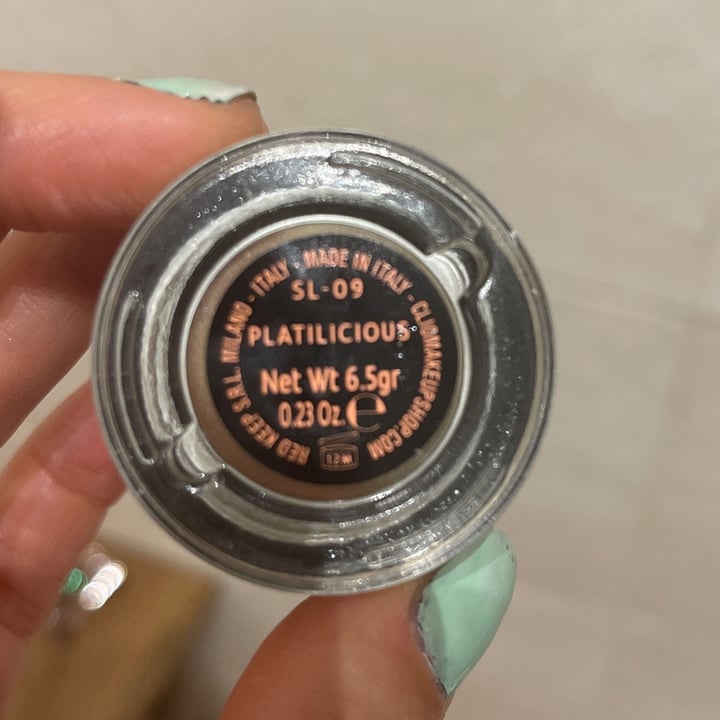 RED KEEP S.R.L. MILANO - ITALY - MADE IN ITALY - CLIOMAKEUPSHOP.COM
SL-09
PLATILICIOUS
Net Wt 6.5gr
0.23 Oz. e
12M